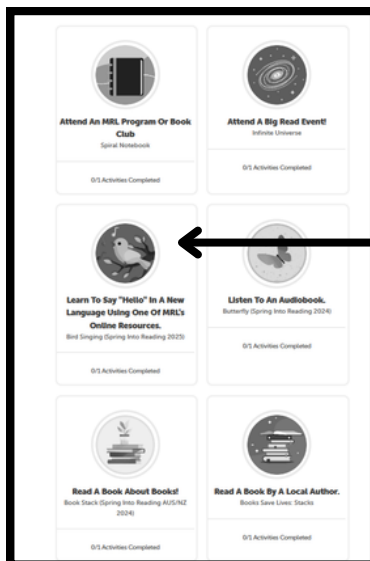 Attend An MRL Program Or Book
Club
Spiral Notebook
0/1 Activities Completed
Attend A Big Read Event!
Infinite Universe
0/1 Activities Completed
Learn To Say "Hello" In A New
Language Using One Of MRL's
Online Resources.
Bird Singing (Spring Into Reading 2025)
0/1 Activities Completed
Listen To An Audiobook.
Butterfly (Spring Into Reading 2024)
0/1 Activities Completed
Read A Book About Books!
Book Stack (Spring Into Reading AUS/NZ
2024)
0/1 Activities Completed
Read A Book By A Local Author.
Books Save Lives: Stacks
0/1 Activities Completed